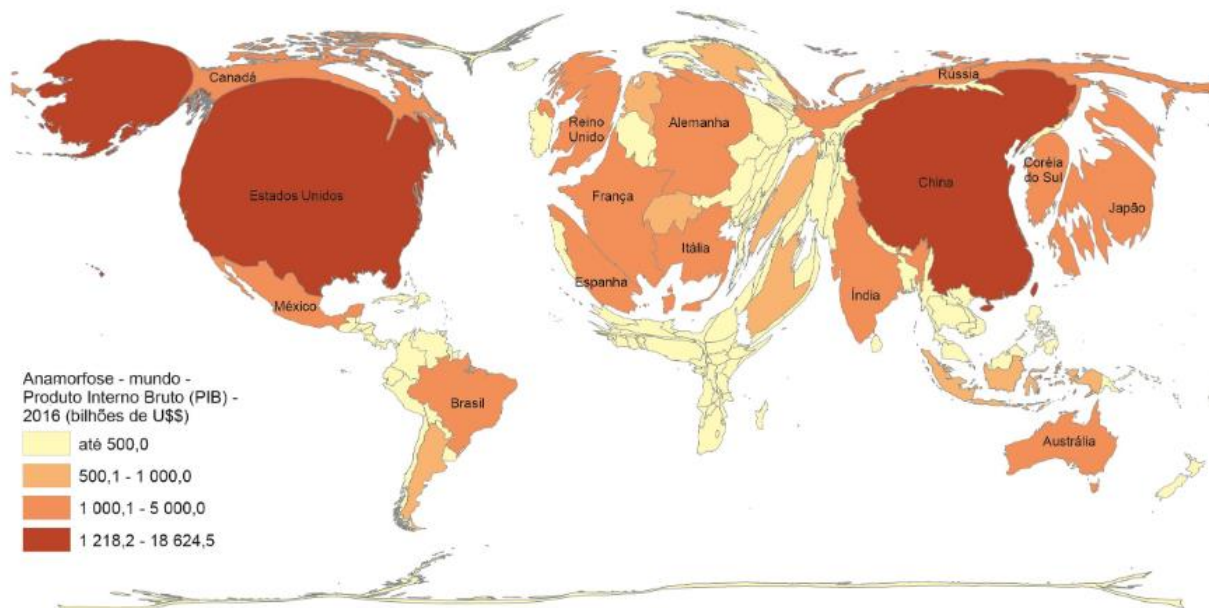 Canadá
Rússia
Reino
Unido
Alemanha
Coréia
do Sul
Estados Unidos
China
França
Japão
Itália
Espanha
Índia
México
Anamorfose - mundo -
Produto Interno Bruto (PIB) -
2016 (bilhões de U$$)
até 500,0
500,1 - 1 000,0
1 000,1 - 5 000,0
1 218,2 - 18 624,5
Brasil
Austrália